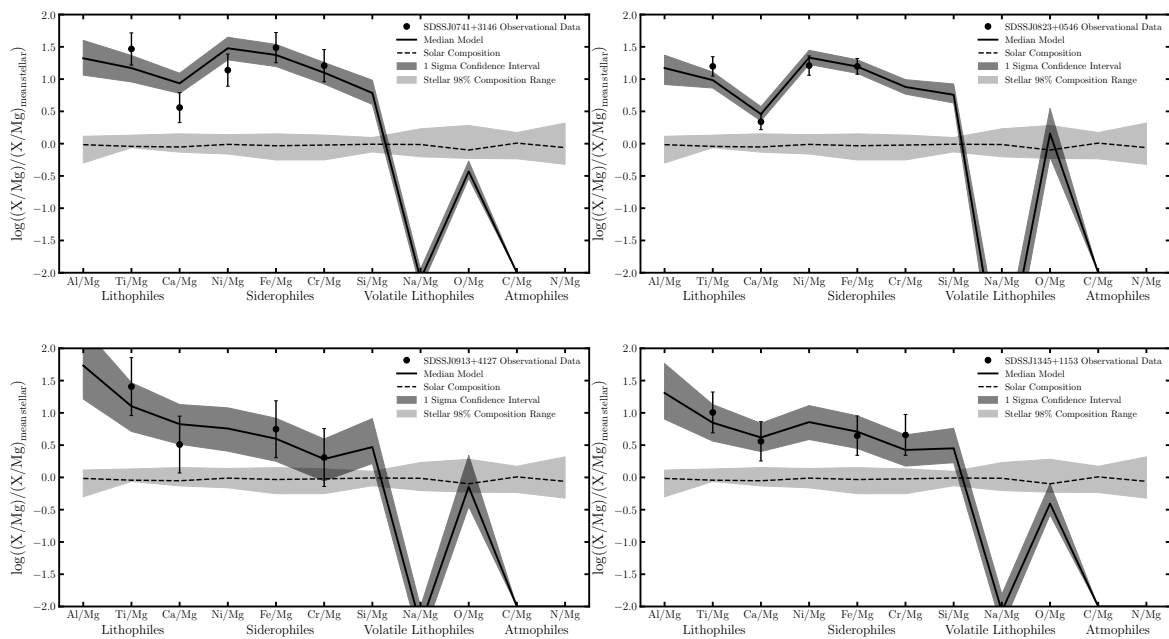 SDSSJ0741+3146 Observational Data
Median Model
Solar Composition
1 Sigma Confidence Interval
Stellar 98% Composition Range
log((X/Mg)/(X/Mg)mean stellar)
2.0
1.5
1.0
0.5
0.0
−0.5
−1.0
−1.5
−2.0
Al/Mg Ti/Mg Ca/Mg Ni/Mg Fe/Mg Cr/Mg Si/Mg Na/Mg O/Mg C/Mg N/Mg
Lithophiles Siderophiles Volatile Lithophiles Atmophiles
SDSSJ0823+0546 Observational Data
Median Model
Solar Composition
1 Sigma Confidence Interval
Stellar 98% Composition Range
log((X/Mg)/(X/Mg)mean stellar)
2.0
1.5
1.0
0.5
0.0
−0.5
−1.0
−1.5
−2.0
Al/Mg Ti/Mg Ca/Mg Ni/Mg Fe/Mg Cr/Mg Si/Mg Na/Mg O/Mg C/Mg N/Mg
Lithophiles Siderophiles Volatile Lithophiles Atmophiles
SDSSJ0913+4127 Observational Data
Median Model
Solar Composition
1 Sigma Confidence Interval
Stellar 98% Composition Range
log((X/Mg)/(X/Mg)mean stellar)
2.0
1.5
1.0
0.5
0.0
−0.5
−1.0
−1.5
−2.0
Al/Mg Ti/Mg Ca/Mg Ni/Mg Fe/Mg Cr/Mg Si/Mg Na/Mg O/Mg C/Mg N/Mg
Lithophiles Siderophiles Volatile Lithophiles Atmophiles
SDSSJ1345+1153 Observational Data
Median Model
Solar Composition
1 Sigma Confidence Interval
Stellar 98% Composition Range
log((X/Mg)/(X/Mg)mean stellar)
2.0
1.5
1.0
0.5
0.0
−0.5
−1.0
−1.5
−2.0
Al/Mg Ti/Mg Ca/Mg Ni/Mg Fe/Mg Cr/Mg Si/Mg Na/Mg O/Mg C/Mg N/Mg
Lithophiles Siderophiles Volatile Lithophiles Atmophiles